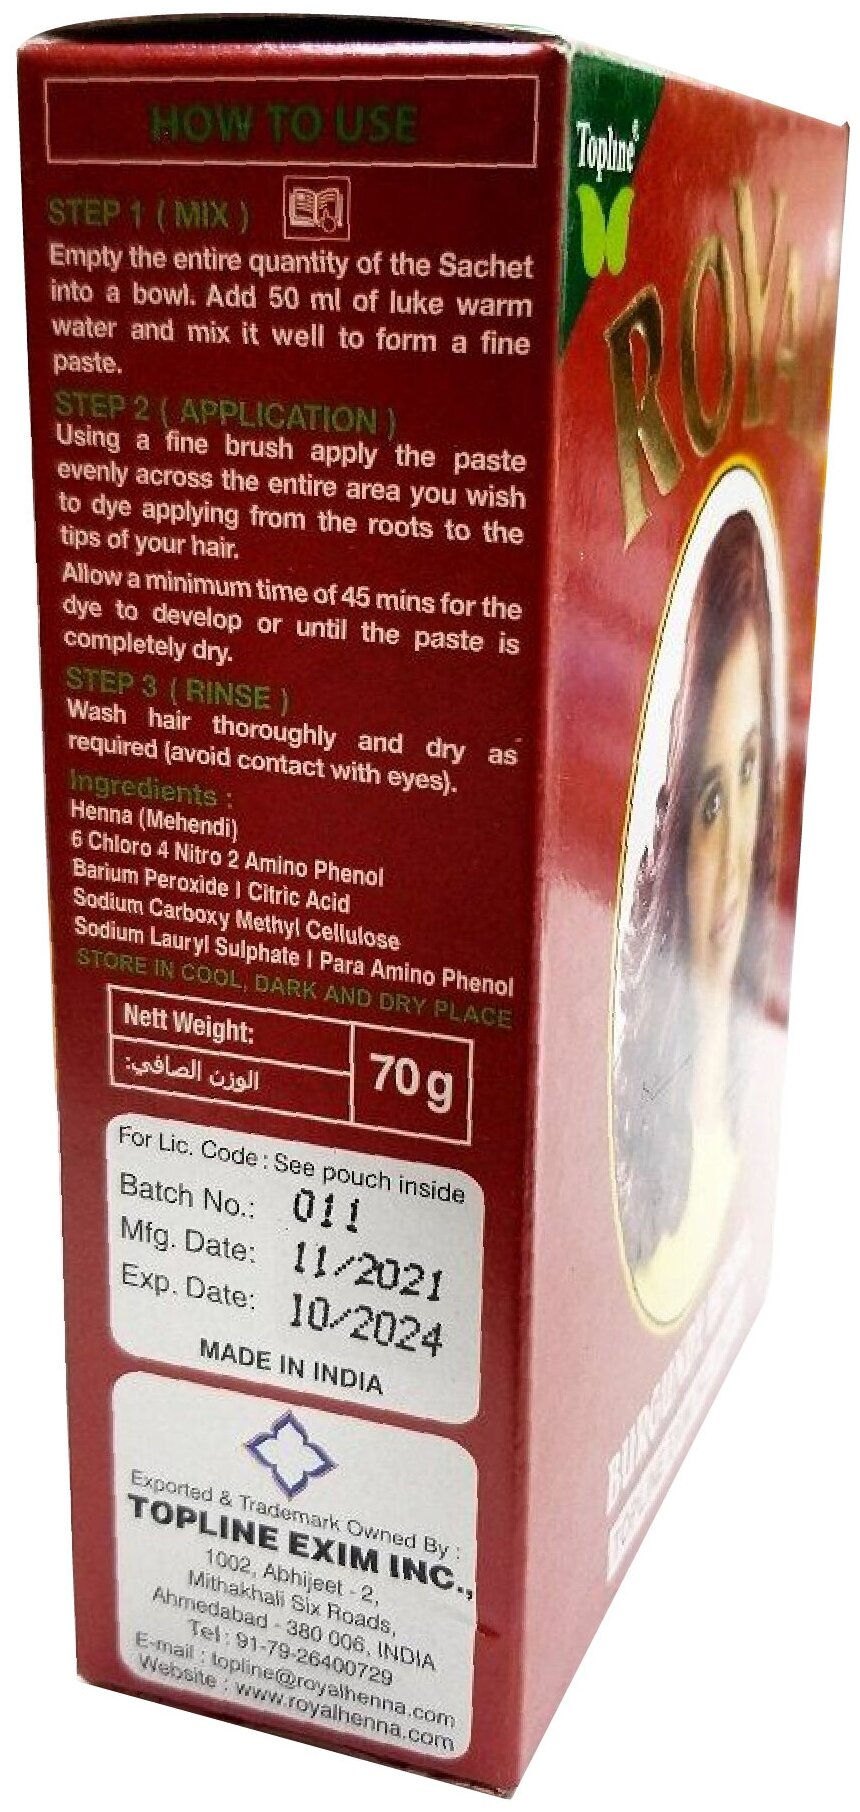 HOW TO USE
STEP 1 ( MIX )
Empty the entire quantity of the Sachet
into a bowl. Add 50 ml of luke warm
water and mix it well to form a fine
paste.
STEP 2 ( APPLICATION )
Using a fine brush apply the paste
evenly across the entire area you wish
to dye applying from the roots to the
tips of your hair.
Allow a minimum time of 45 mins for the
dye to develop or until the paste is
completely dry.
STEP 3 ( RINSE )
Wash hair thoroughly and dry as
required (avoid contact with eyes).
Ingredients :
Henna (Mehendi)
6 Chloro 4 Nitro 2 Amino Phenol
Barium Peroxide I Citric Acid
Sodium Carboxy Methyl Cellulose
Sodium Lauryl Sulphate I Para Amino Phenol
STORE IN COOL, DARK AND DRY PLACE
Nett Weight:
الوزن الصافي:
70g
For Lic. Code : See pouch inside
Batch No.: 011
Mfg. Date: 11/2021
Exp. Date: 10/2024
MADE IN INDIA
Exported & Trademark Owned By :
TOPLINE EXIM INC.,
1002, Abhijeet - 2,
Mithakhali Six Roads,
Ahmedabad - 380 006, INDIA
Tel : 91-79-26400729
E-mail : topline@royalhenna.com
Website : www.royalhenna.com
Topline®
ROYA